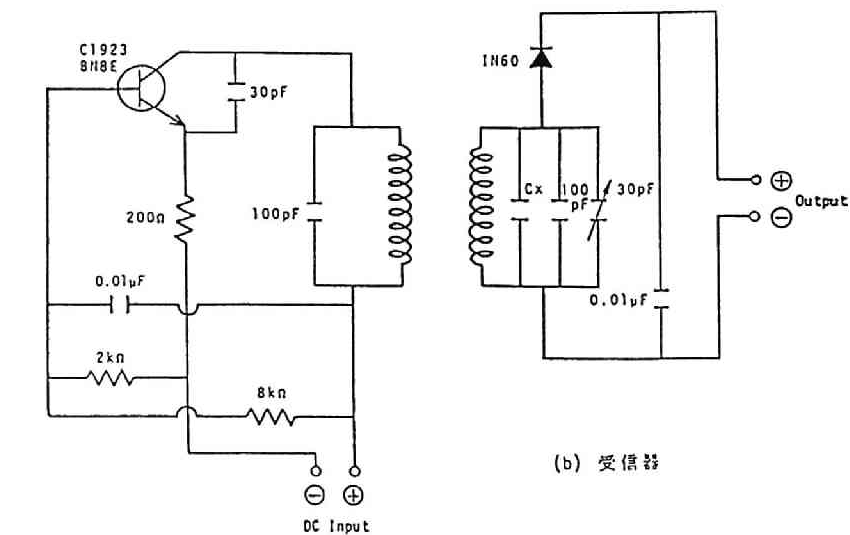 C1923
8N8E
30pF
200Ω
100pF
0.01μF
2kΩ
8kΩ
⊖ ⊕
DC Input
IN60
Cx
100
pF
30pF
0.01μF
⊕
Output
⊖
(b) 受信器